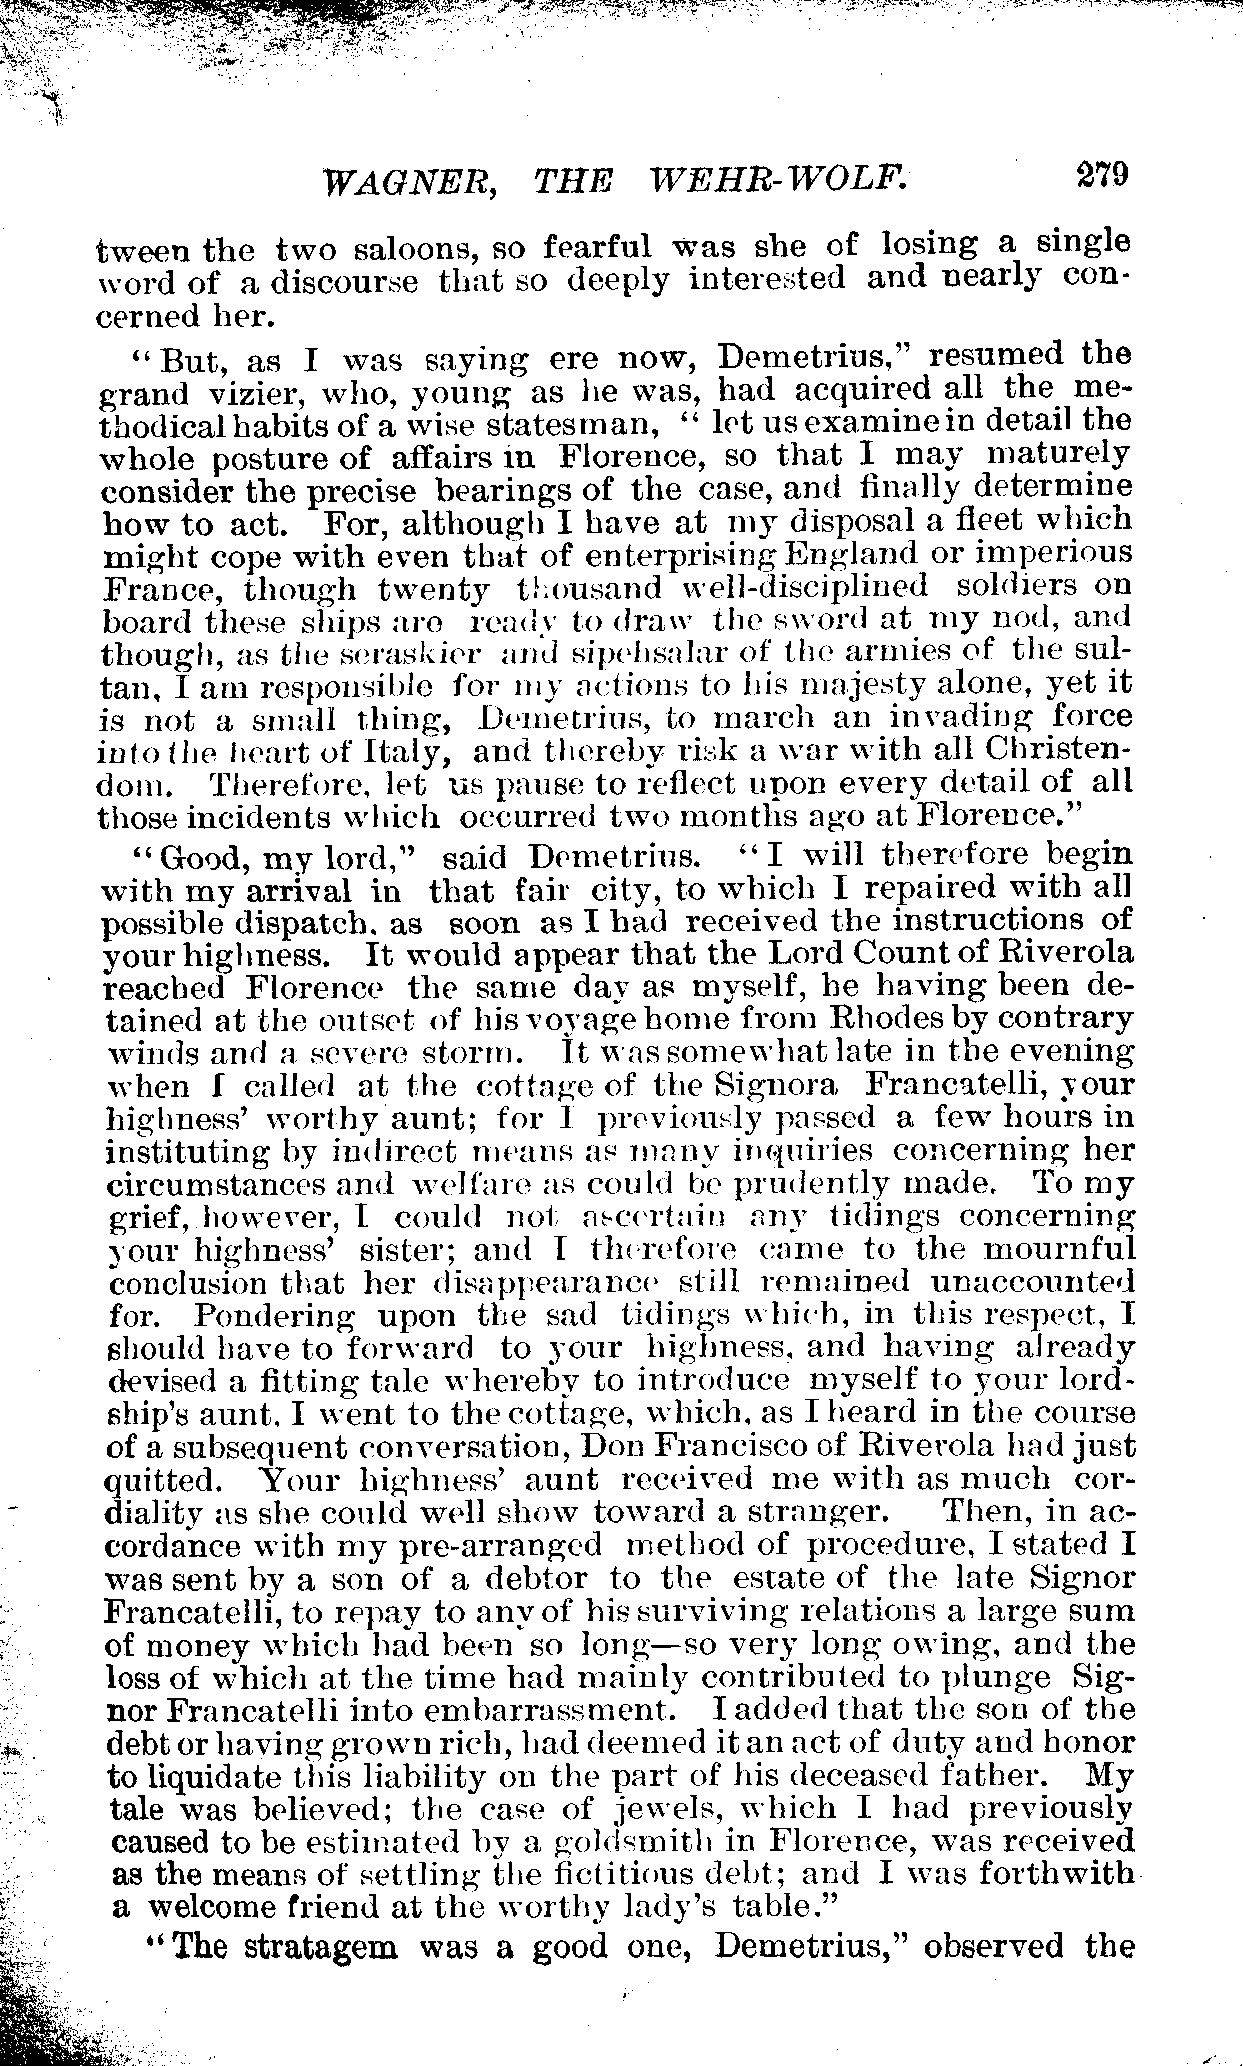 WAGNER, THE WEHR-WOLF. 279
tween the two saloons, so fearful was she of losing a single
word of a discourse that so deeply interested and nearly con-
cerned her.
“But, as I was saying ere now, Demetrius,” resumed the
grand vizier, who, young as he was, had acquired all the me-
thodical habits of a wise statesman, “let us examine in detail the
whole posture of affairs in Florence, so that I may maturely
consider the precise bearings of the case, and finally determine
how to act. For, although I have at my disposal a fleet which
might cope with even that of enterprising England or imperious
France, though twenty thousand well-disciplined soldiers on
board these ships are ready to draw the sword at my nod, and
though, as the seraskier and sipehsalar of the armies of the sul-
tan, I am responsible for my actions to his majesty alone, yet it
is not a small thing, Demetrius, to march an invading force
into the heart of Italy, and thereby risk a war with all Christen-
dom. Therefore, let us pause to reflect upon every detail of all
those incidents which occurred two months ago at Florence.”
“Good, my lord,” said Demetrius. “I will therefore begin
with my arrival in that fair city, to which I repaired with all
possible dispatch, as soon as I had received the instructions of
your highness. It would appear that the Lord Count of Riverola
reached Florence the same day as myself, he having been de-
tained at the outset of his voyage home from Rhodes by contrary
winds and a severe storm. It was somewhat late in the evening
when I called at the cottage of the Signora Francatelli, your
highness’ worthy aunt; for I previously passed a few hours in
instituting by indirect means as many inquiries concerning her
circumstances and welfare as could be prudently made. To my
grief, however, I could not ascertain any tidings concerning
your highness’ sister; and I therefore came to the mournful
conclusion that her disappearance still remained unaccounted
for. Pondering upon the sad tidings which, in this respect, I
should have to forward to your highness, and having already
devised a fitting tale whereby to introduce myself to your lord-
ship’s aunt, I went to the cottage, which, as I heard in the course
of a subsequent conversation, Don Francisco of Riverola had just
quitted. Your highness’ aunt received me with as much cor-
diality as she could well show toward a stranger. Then, in ac-
cordance with my pre-arranged method of procedure, I stated I
was sent by a son of a debtor to the estate of the late Signor
Francatelli, to repay to any of his surviving relations a large sum
of money which had been so long—so very long owing, and the
loss of which at the time had mainly contributed to plunge Sig-
nor Francatelli into embarrassment. I added that the son of the
debtor having grown rich, had deemed it an act of duty and honor
to liquidate this liability on the part of his deceased father. My
tale was believed; the case of jewels, which I had previously
caused to be estimated by a goldsmith in Florence, was received
as the means of settling the fictitious debt; and I was forthwith
a welcome friend at the worthy lady’s table.”
“The stratagem was a good one, Demetrius,” observed the